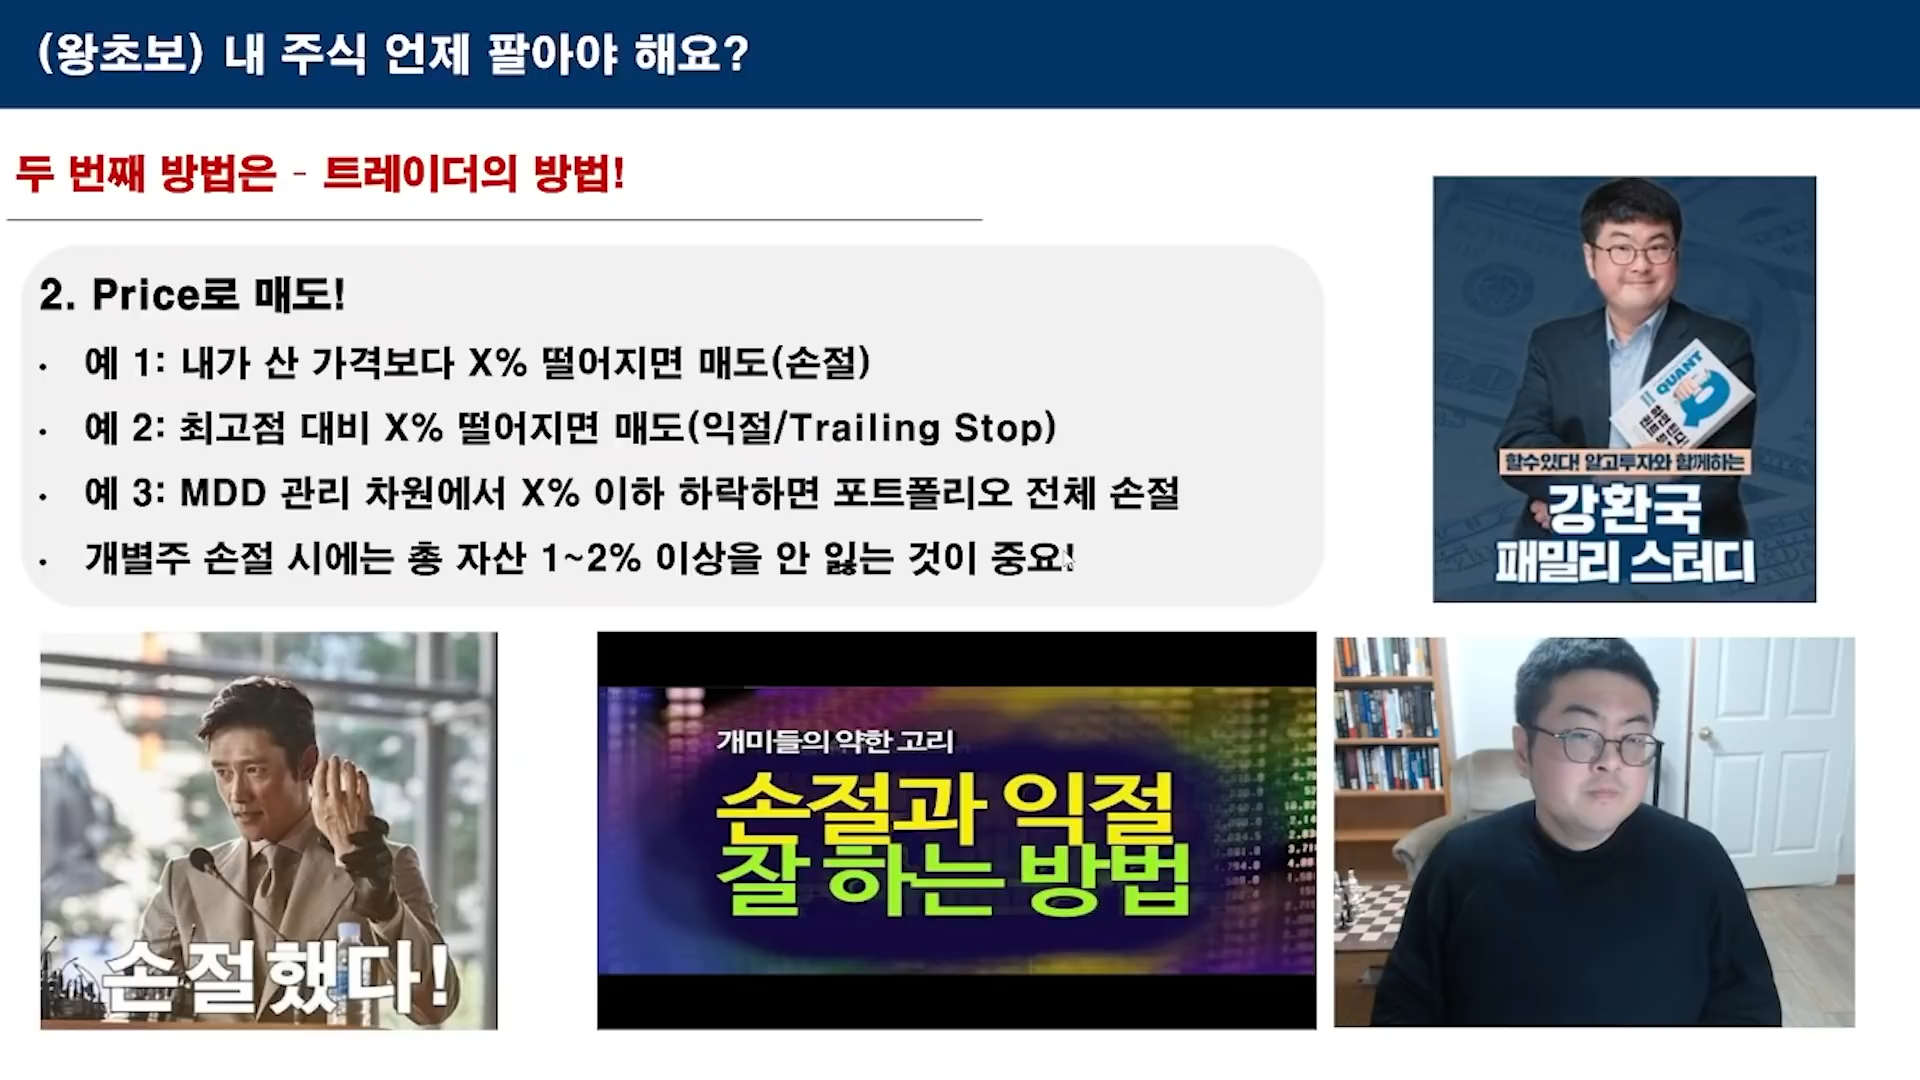 (왕초보) 내 주식 언제 팔아야 해요?
두 번째 방법은 - 트레이더의 방법!
2. Price로 매도!
· 예 1: 내가 산 가격보다 X% 떨어지면 매도(손절)
· 예 2: 최고점 대비 X% 떨어지면 매도(익절/Trailing Stop)
· 예 3: MDD 관리 차원에서 X% 이하 하락하면 포트폴리오 전체 손절
· 개별주 손절 시에는 총 자산 1~2% 이상을 안 잃는 것이 중요!
QUANT
할수있다! 알고투자와 함께하는
강환국
패밀리 스터디
손절했다!
개미들의 약한 고리
손절과 익절
잘 하는 방법